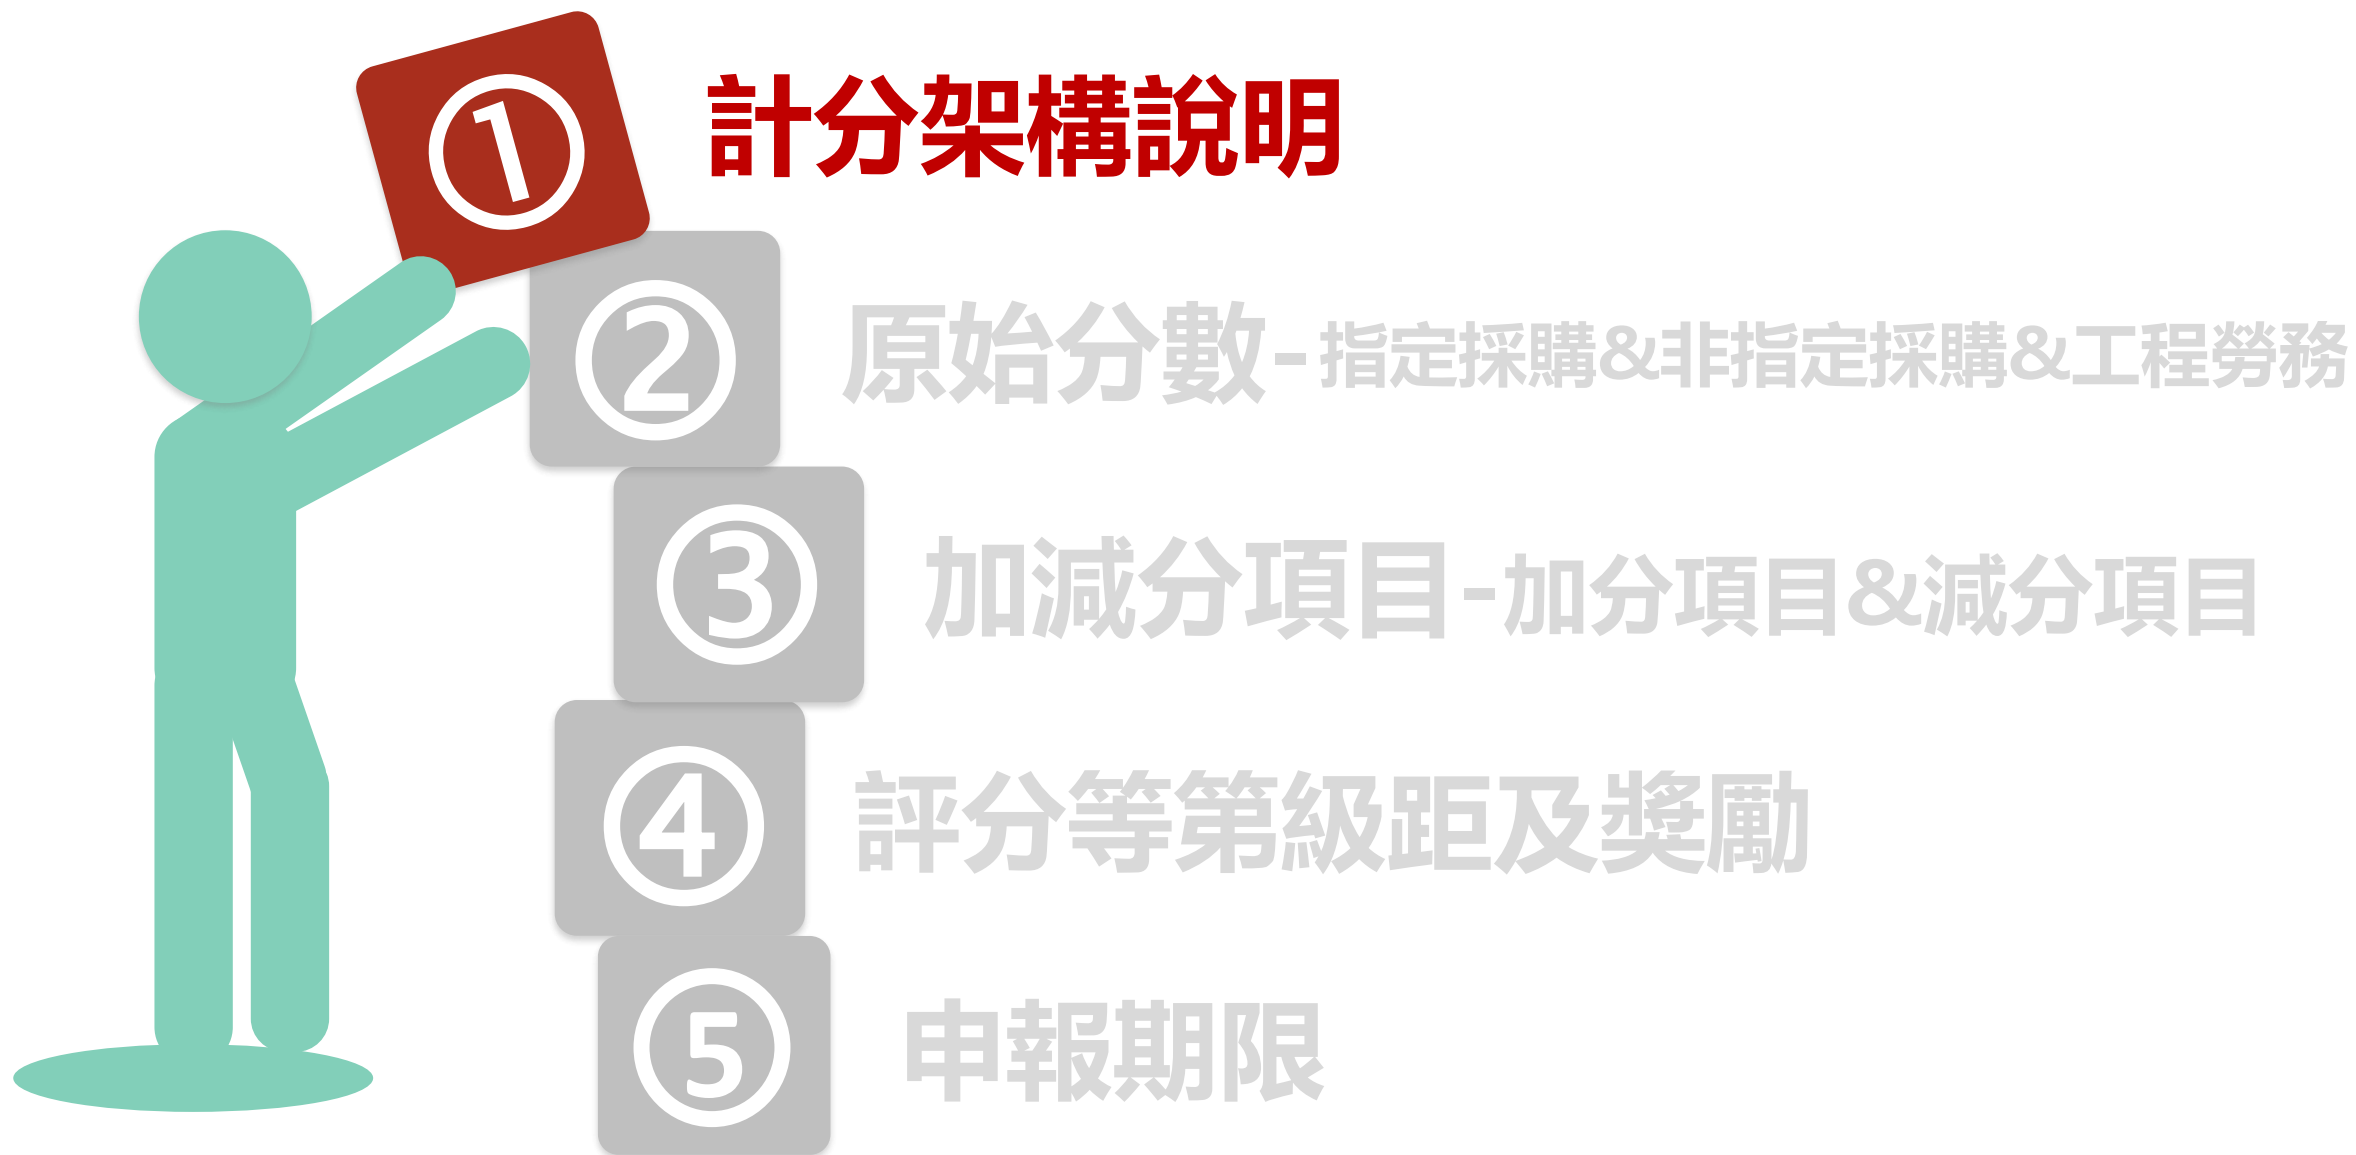 ① 計分架構說明
② 原始分數-指定採購&非指定採購&工程勞務
③ 加減分項目-加分項目&減分項目
④ 評分等第級距及獎勵
⑤ 申報期限